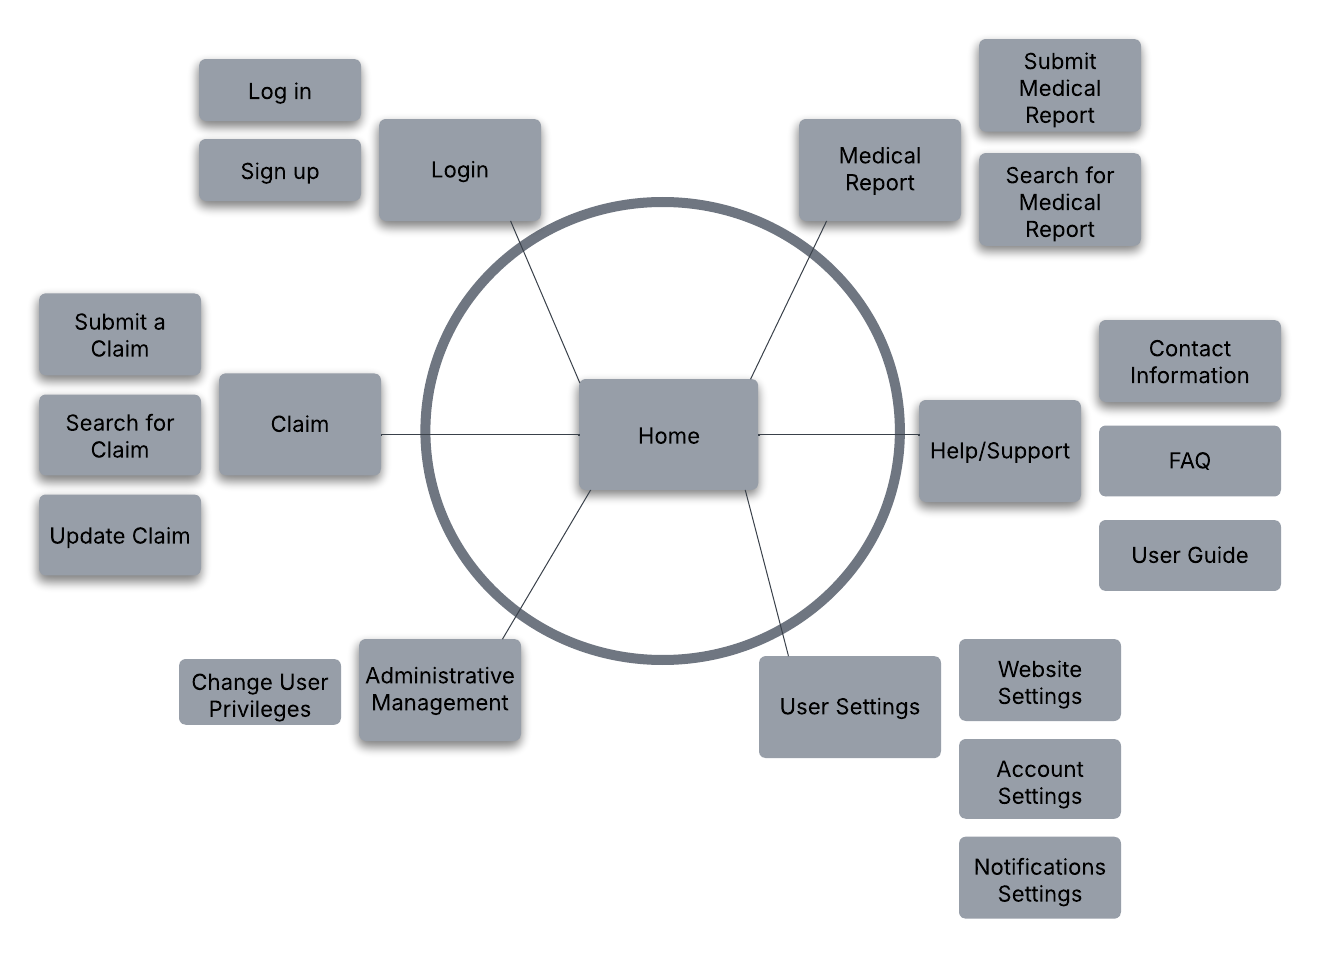 Log in
Sign up
Login
Medical
Report
Submit
Medical
Report
Search for
Medical
Report
Submit a
Claim
Search for
Claim
Update Claim
Claim
Home
Help/Support
Contact
Information
FAQ
User Guide
Change User
Privileges
Administrative
Management
User Settings
Website
Settings
Account
Settings
Notifications
Settings